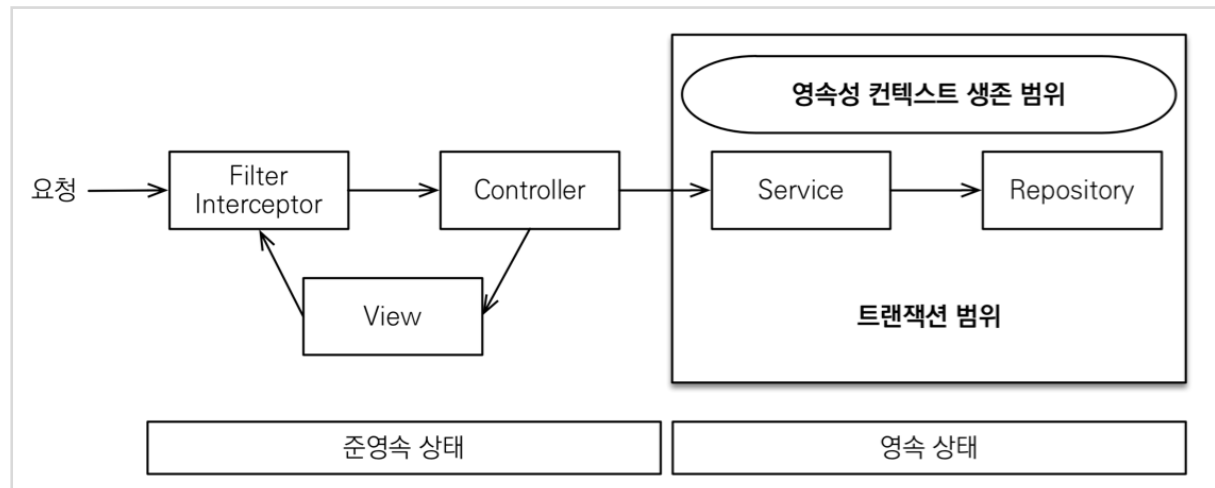 영속성 컨텍스트 생존 범위
요청
Filter
Interceptor
Controller
Service
Repository
View
트랜잭션 범위
준영속 상태
영속 상태